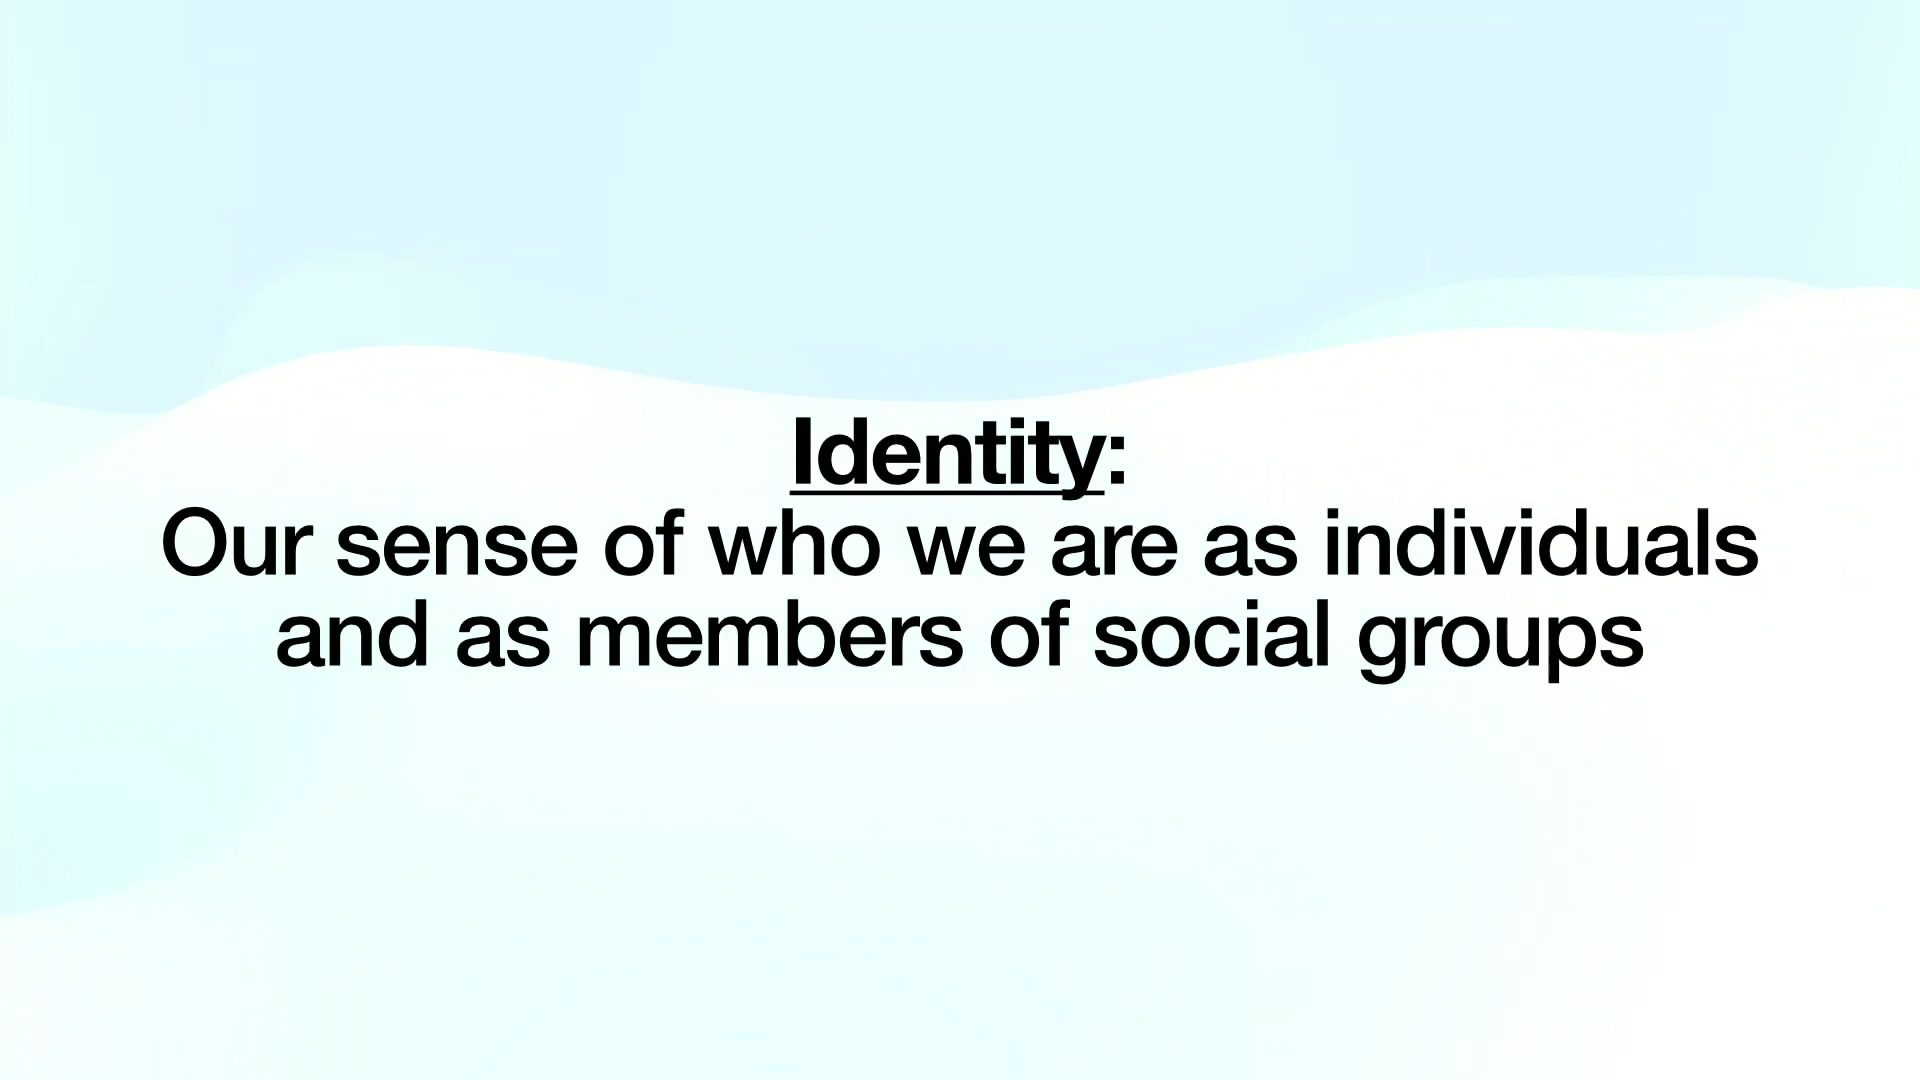 Identity:
Our sense of who we are as individuals
and as members of social groups